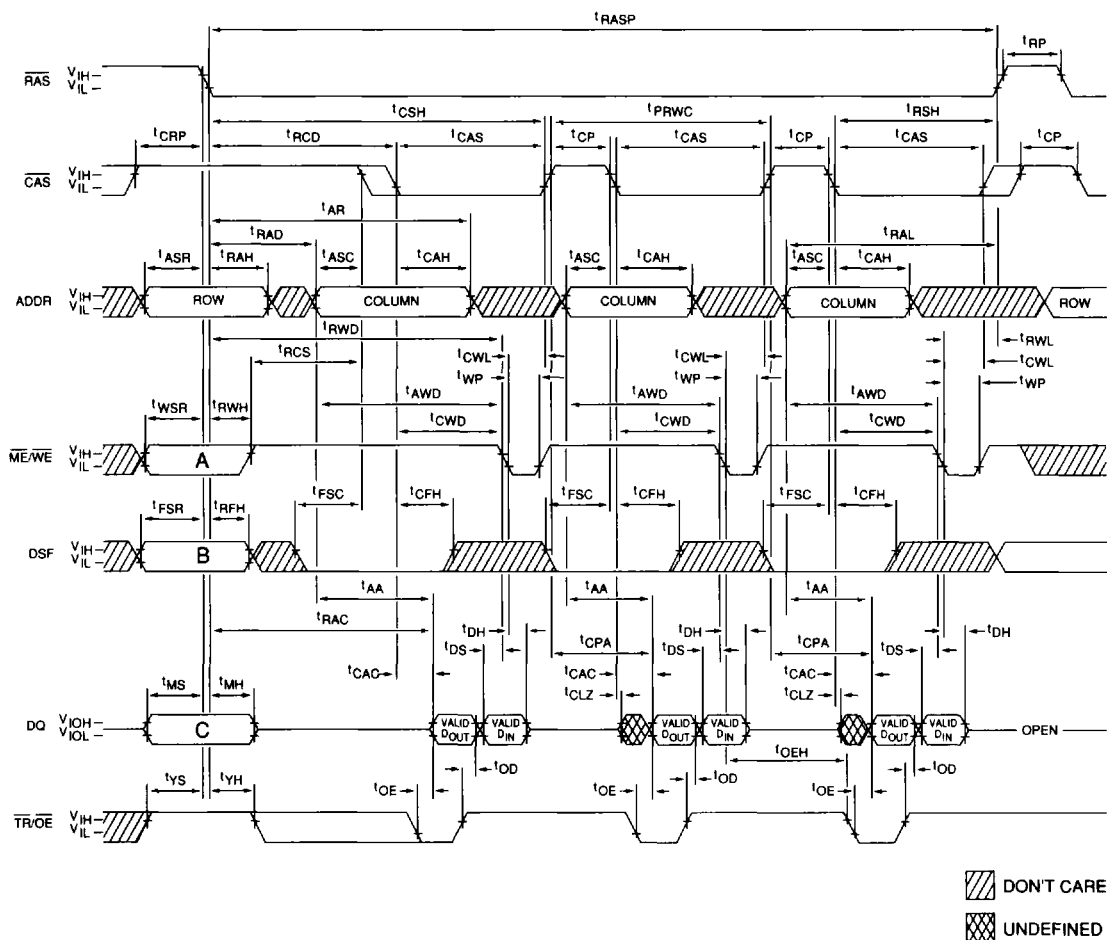 tRASP
tRP
RAS VIH VIL
tCSH tPRWC tRSH
tCRP tRCD tCAS tCP tCAS tCP tCAS tCP
CAS VIH VIL
tAR
tRAD tRAL
tASR tRAH tASC tCAH tASC tCAH tASC tCAH
ADDR VIH VIL ROW COLUMN COLUMN COLUMN ROW
tRWD tRWL
tRCS tCWL tCWL tCWL
tWP tWP tWP
tAWD tAWD tAWD
tWSR tRWH tCWD tCWD tCWD
ME/WE VIH VIL A
tFSR tRFH tFSC tCFH tFSC tCFH tFSC tCFH
DSF VIH VIL B
tAA tAA tAA
tRAC tDH tDH tDH
tCPA tCPA
tDS tDS tDS
tCAC tCAC tCAC
tMS tMH tCLZ tCLZ
DQ VIOH VIOL C VALID DOUT VALID DIN VALID DOUT VALID DIN VALID DOUT VALID DIN OPEN
tOEH
tOD tOD tOD
tYS tYH tOE tOE tOE
TR/OE VIH VIL
DON'T CARE
UNDEFINED